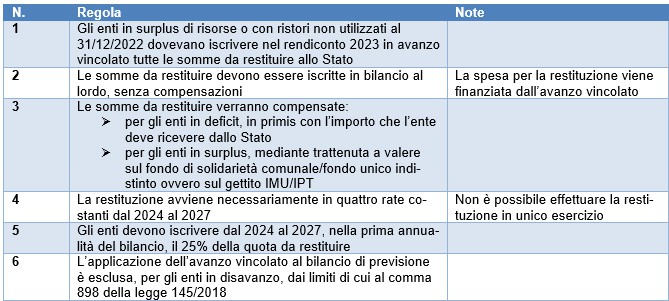 N. Regola Note
1 Gli enti in surplus di risorse o con ristori non utilizzati al
31/12/2022 dovevano iscrivere nel rendiconto 2023 in avanzo
vincolato tutte le somme da restituire allo Stato
2 Le somme da restituire devono essere iscritte in bilancio al La spesa per la restituzione viene
lordo, senza compensazioni finanziata dall'avanzo vincolato
3 Le somme da restituire verranno compensate:
➢ per gli enti in deficit, in primis con l'importo che l'ente
deve ricevere dallo Stato
➢ per gli enti in surplus, mediante trattenuta a valere
sul fondo di solidarietà comunale/fondo unico indi-
stinto ovvero sul gettito IMU/IPT
4 La restituzione avviene necessariamente in quattro rate co- Non è possibile effettuare la resti-
stanti dal 2024 al 2027 tuzione in unico esercizio
5 Gli enti devono iscrivere dal 2024 al 2027, nella prima annua-
lità del bilancio, il 25% della quota da restituire
6 L'applicazione dell'avanzo vincolato al bilancio di previsione
è esclusa, per gli enti in disavanzo, dai limiti di cui al comma
898 della legge 145/2018